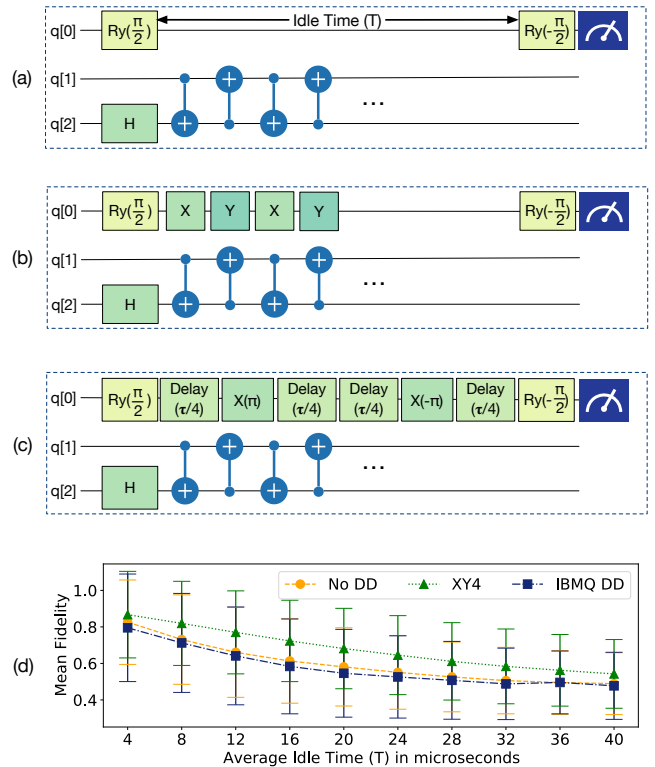 Idle Time (T)
q[0] Ry(π/2) Ry(-π/2)
(a)
q[1]
q[2] H ...
q[0] Ry(π/2) X Y X Y Ry(-π/2)
(b)
q[1]
q[2] H ...
q[0] Ry(π/2) Delay (τ/4) X(π) Delay (τ/4) Delay (τ/4) X(-π) Delay (τ/4) Ry(-π/2)
(c)
q[1]
q[2] H ...
(d)
Mean Fidelity
No DD XY4 IBMQ DD
1.0
0.8
0.6
0.4
4 8 12 16 20 24 28 32 36 40
Average Idle Time (T) in microseconds